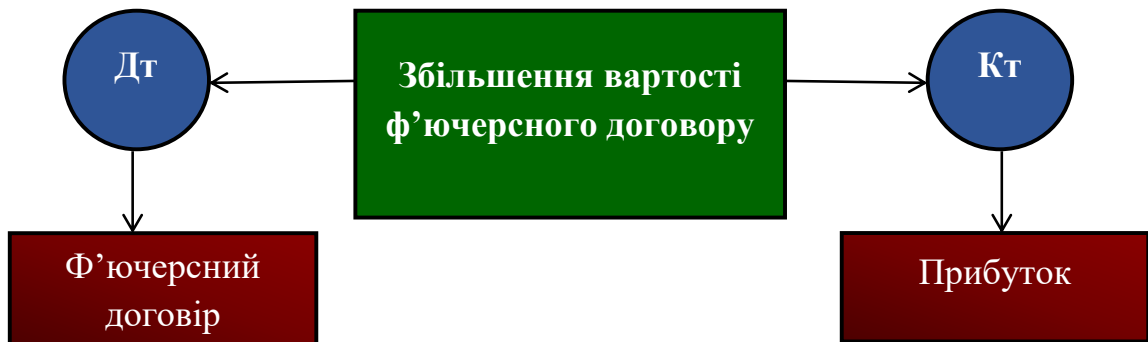 Дт
Збільшення вартості
ф’ючерсного договору
Кт
Ф’ючерсний
договір
Прибуток